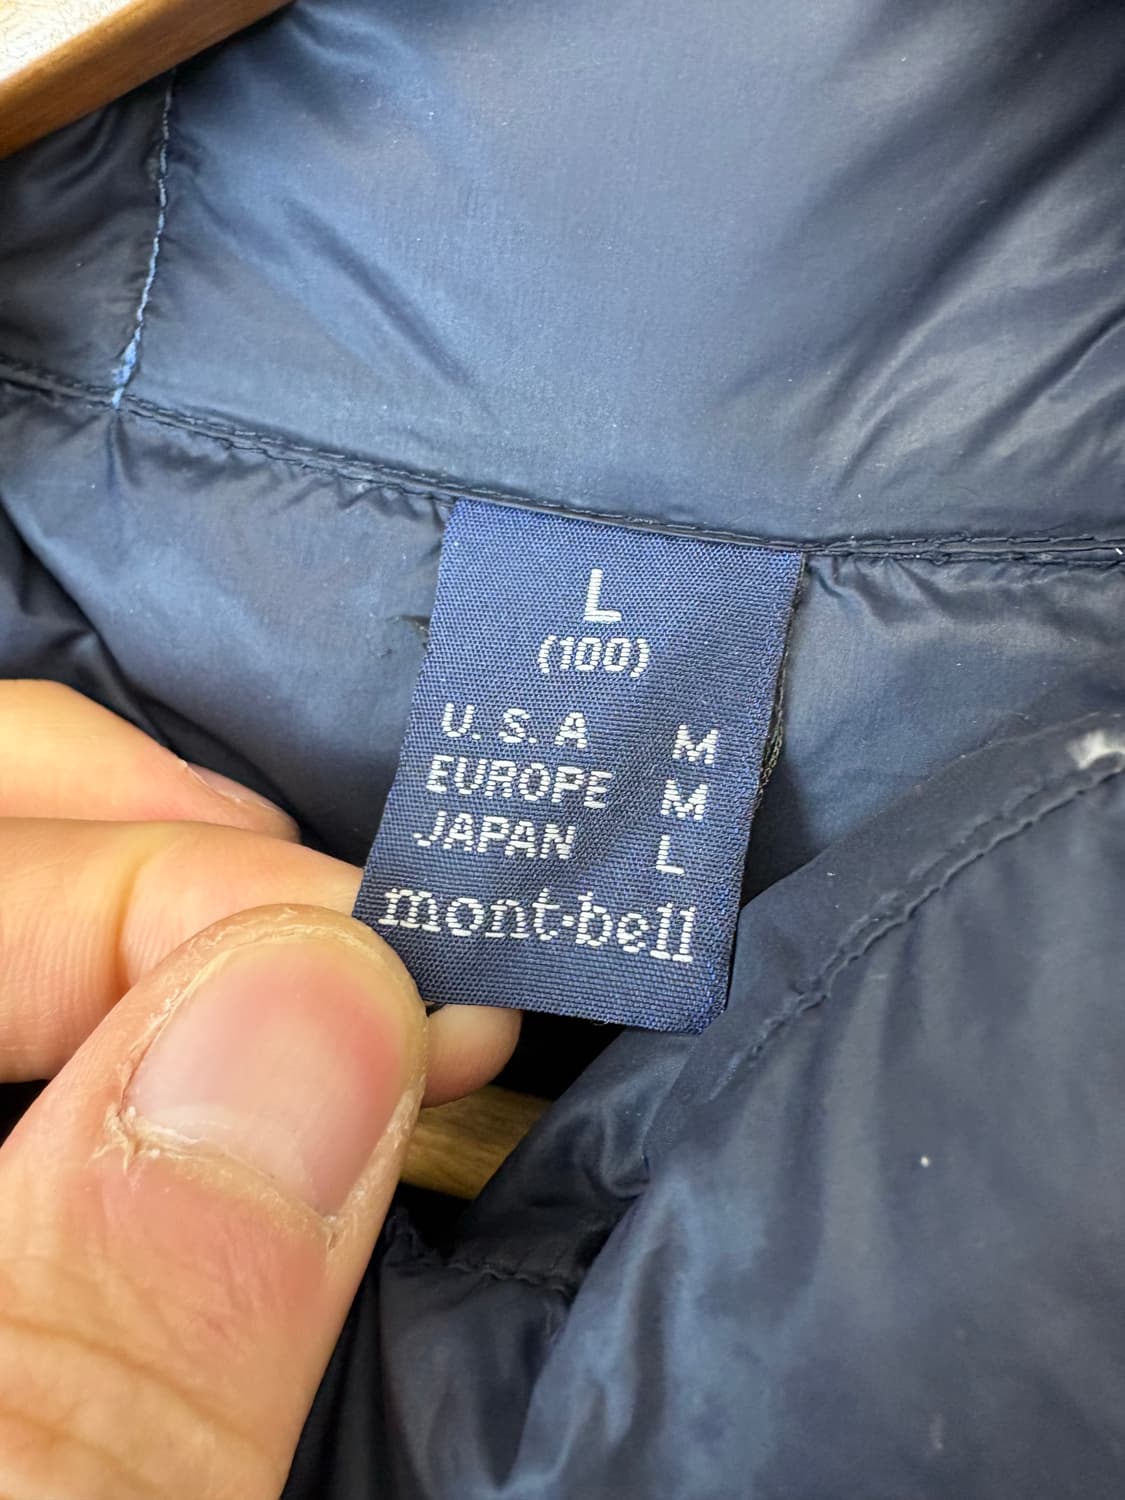 L
(100)
U.S.A M
EUROPE M
JAPAN L
mont-bell